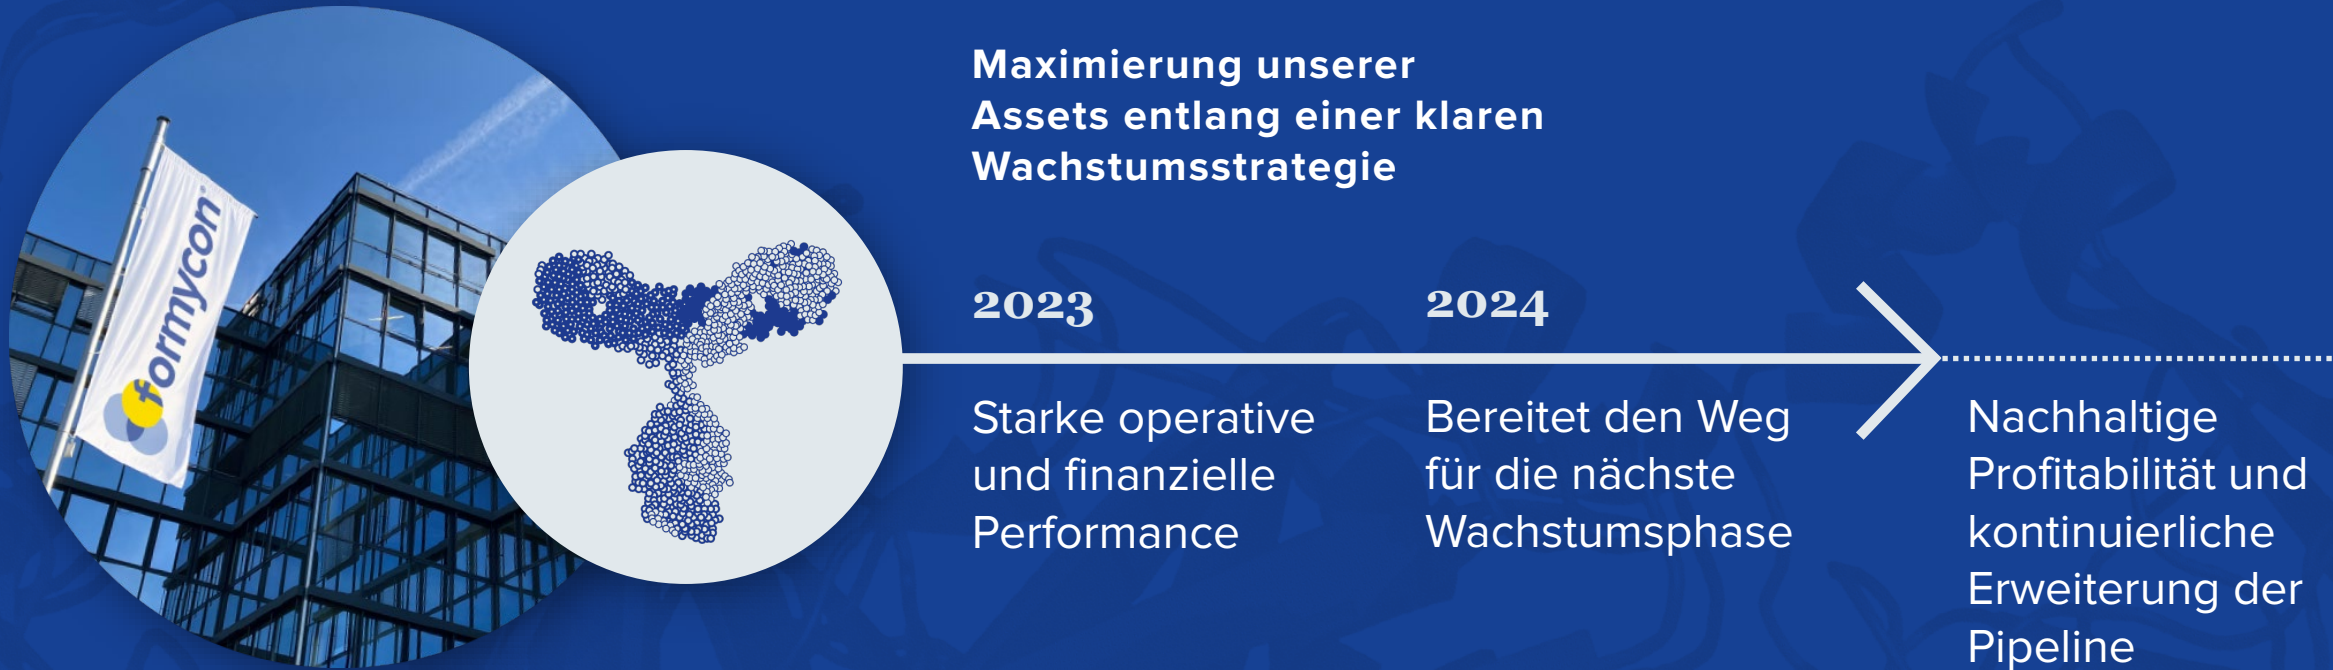 formycon
Maximierung unserer
Assets entlang einer klaren
Wachstumsstrategie
2023
2024
Starke operative
und finanzielle
Performance
Bereitet den Weg
für die nächste
Wachstumsphase
Nachhaltige
Profitabilität und
kontinuierliche
Erweiterung der
Pipeline